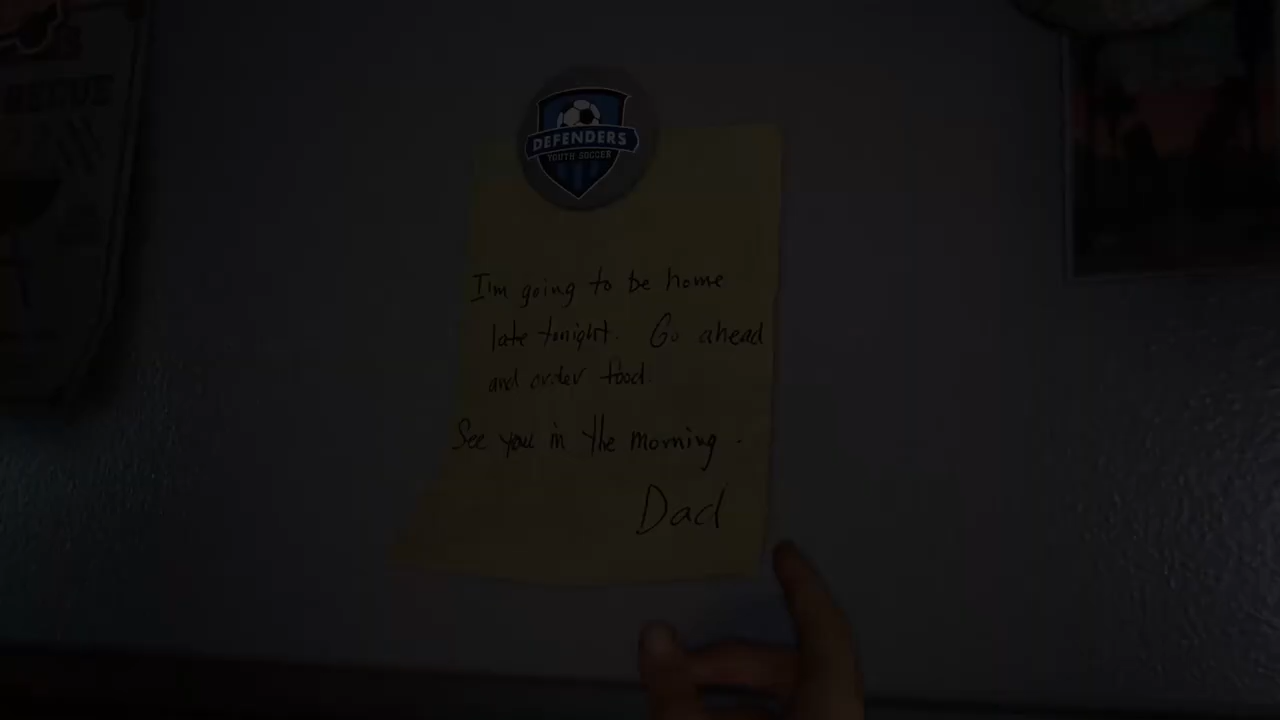 DEFENDERS
YOUTH SOCCER
I'm going to be home
late tonight. Go ahead
and order food.
See you in the morning.
Dad